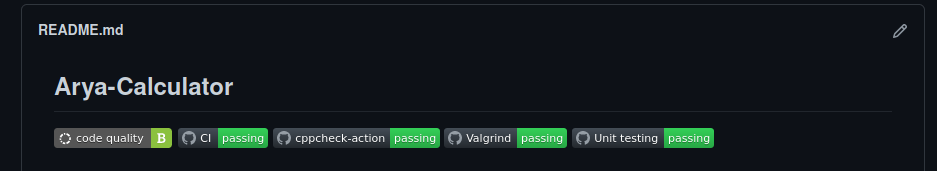 README.md
Arya-Calculator
code quality B CI passing cppcheck-action passing Valgrind passing Unit testing passing